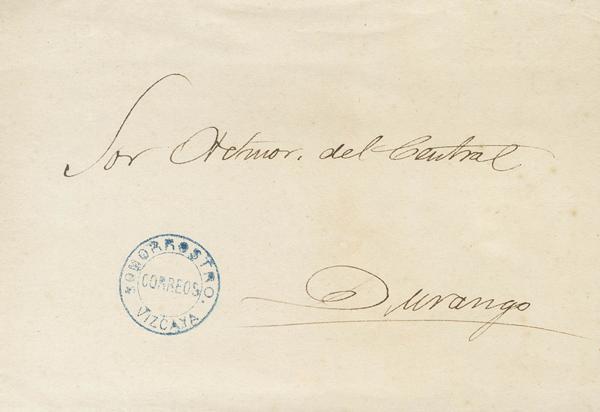 Sor Admor. del Central
SOMORROSTRO.
CORREOS
VIZCAYA
Durango